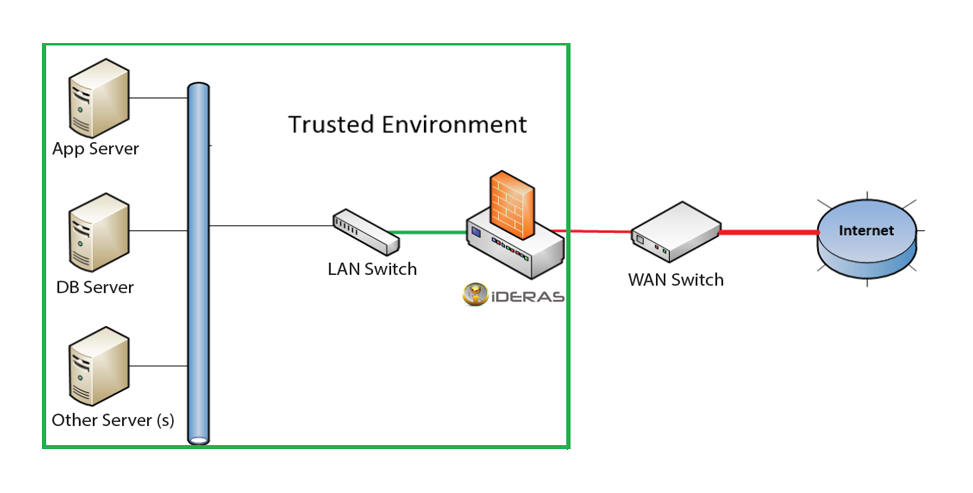 Trusted Environment
App Server
DB Server
Other Server (s)
LAN Switch
iDERAS
WAN Switch
Internet